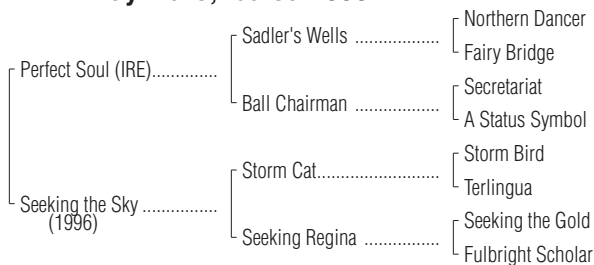 Northern Dancer
Sadler's Wells ...................
Fairy Bridge
Perfect Soul (IRE)..............
Secretariat
Ball Chairman ...................
A Status Symbol
Storm Bird
Storm Cat............................
Terlingua
Seeking the Sky ................
(1996)
Seeking the Gold
Seeking Regina .................
Fulbright Scholar